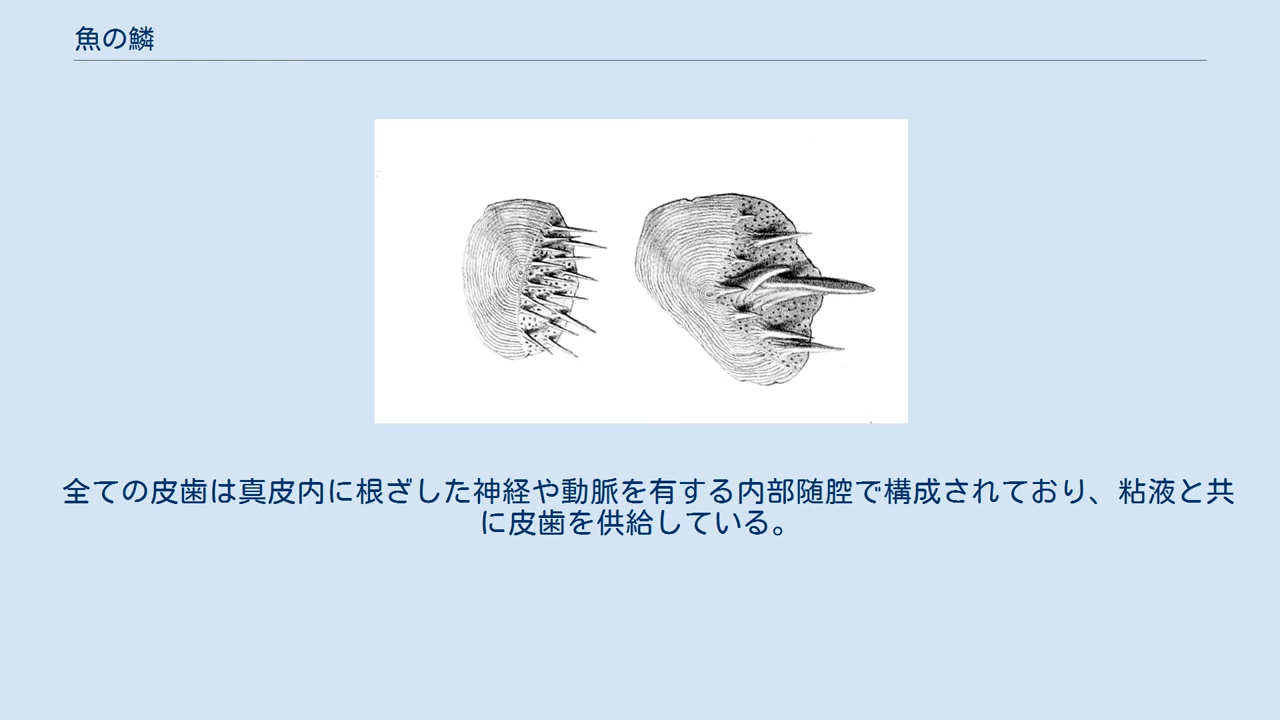 魚の鱗
全ての皮歯は真皮内に根ざした神経や動脈を有する内部随腔で構成されており、粘液と共
に皮歯を供給している。